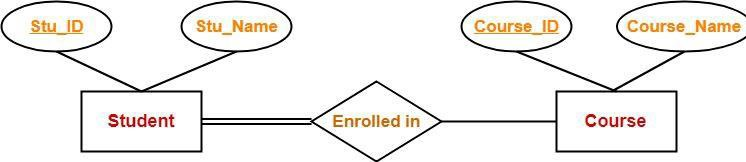 Stu_ID
Stu_Name
Course_ID
Course_Name
Student
Enrolled in
Course